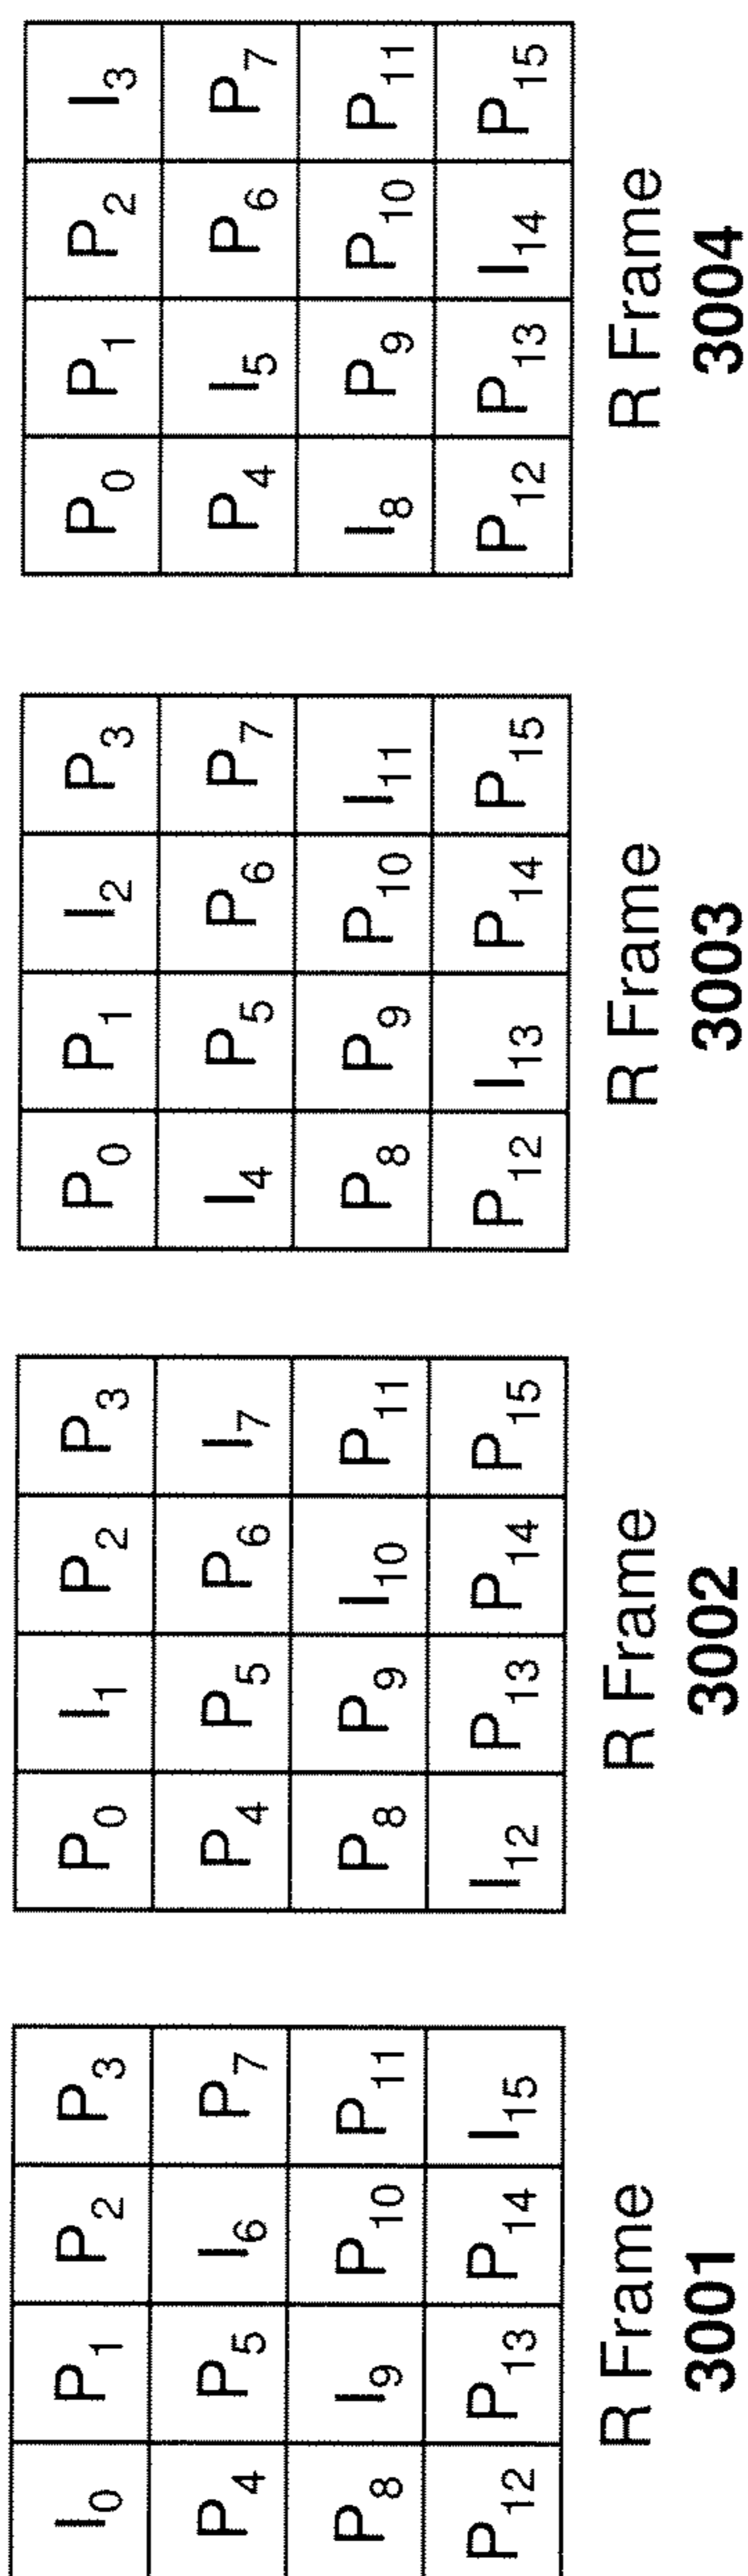 I0 P1 P2 P3
P4 P5 I6 P7
P8 I9 P10 P11
P12 P13 P14 I15
R Frame
3001
P0 I1 P2 P3
P4 P5 P6 I7
P8 P9 I10 P11
I12 P13 P14 P15
R Frame
3002
P0 P1 I2 P3
I4 P5 P6 P7
P8 P9 P10 I11
P12 I13 P14 P15
R Frame
3003
P0 P1 P2 I3
P4 I5 P6 P7
I8 P9 P10 P11
P12 P13 I14 P15
R Frame
3004